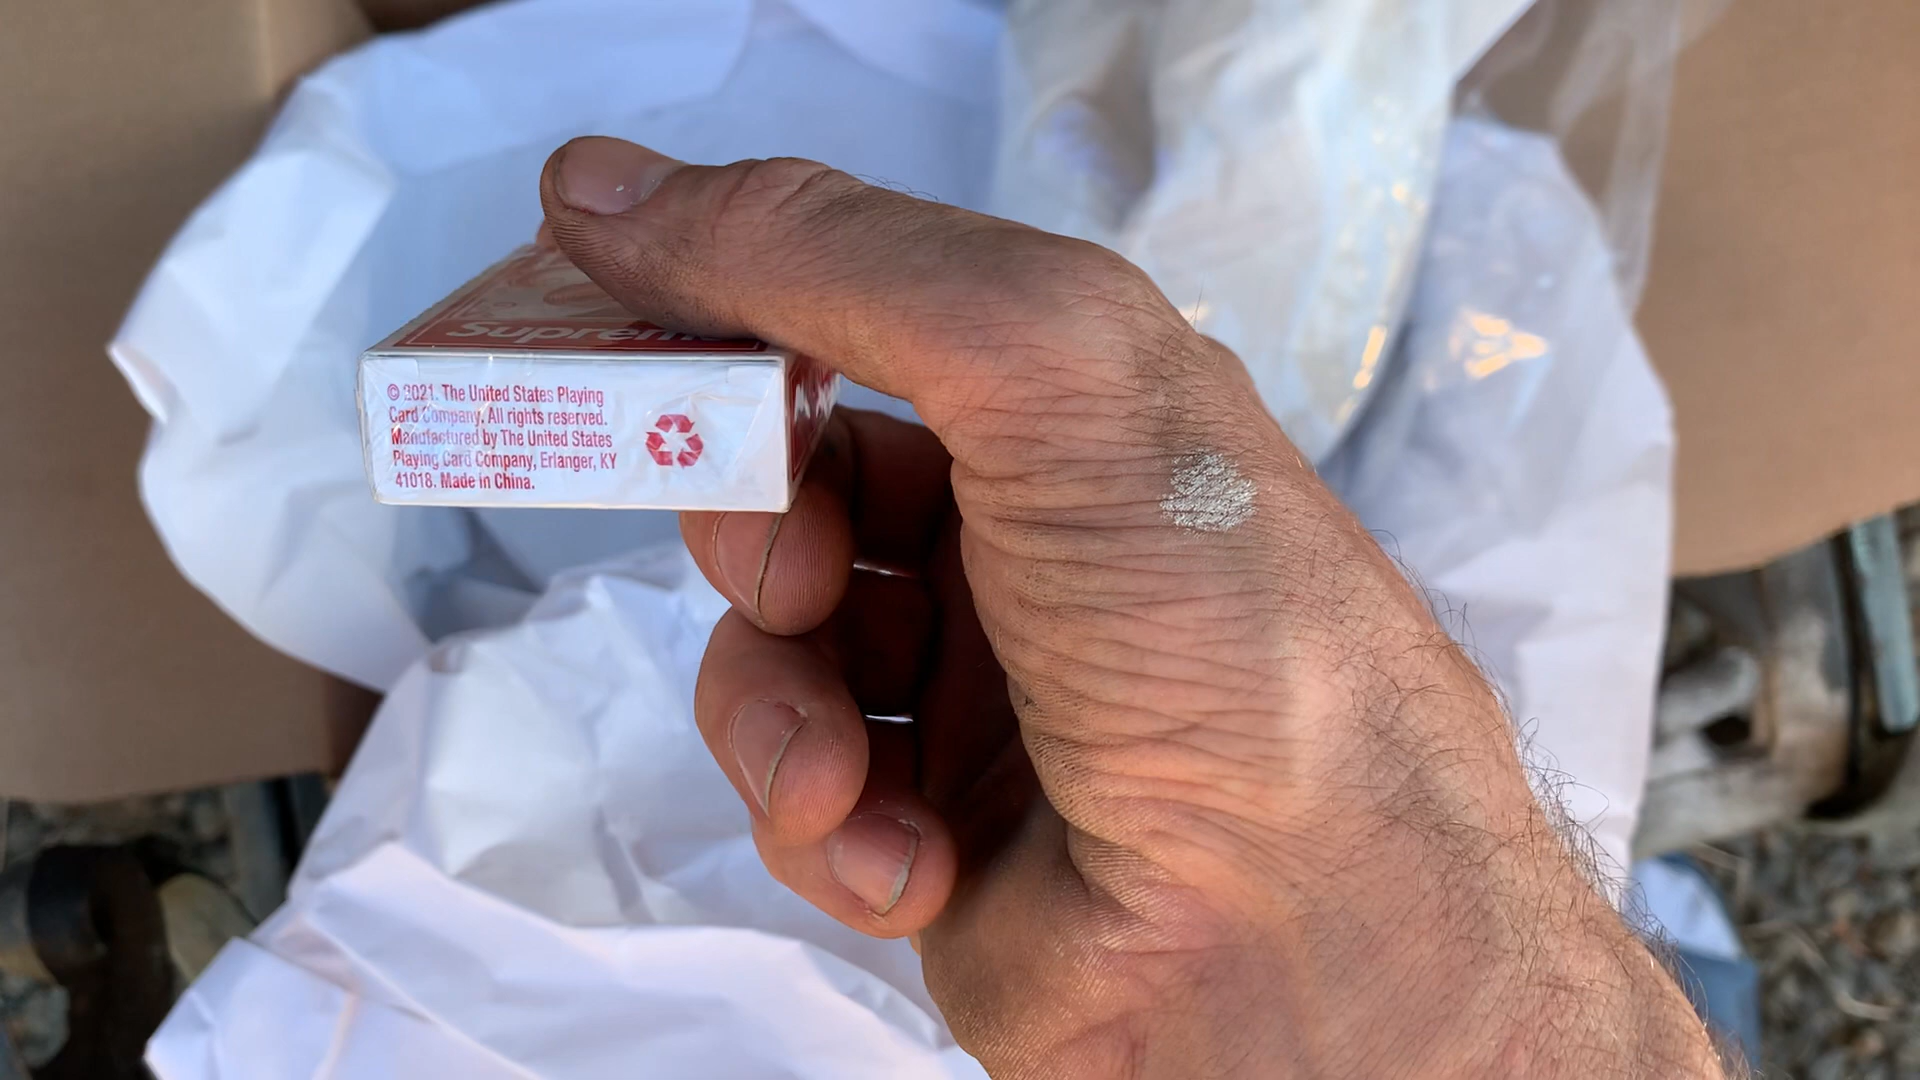 Suprem
© 2021. The United States Playing
Card Company. All rights reserved.
Manufactured by The United States
Playing Card Company, Erlanger, KY
41018. Made in China.